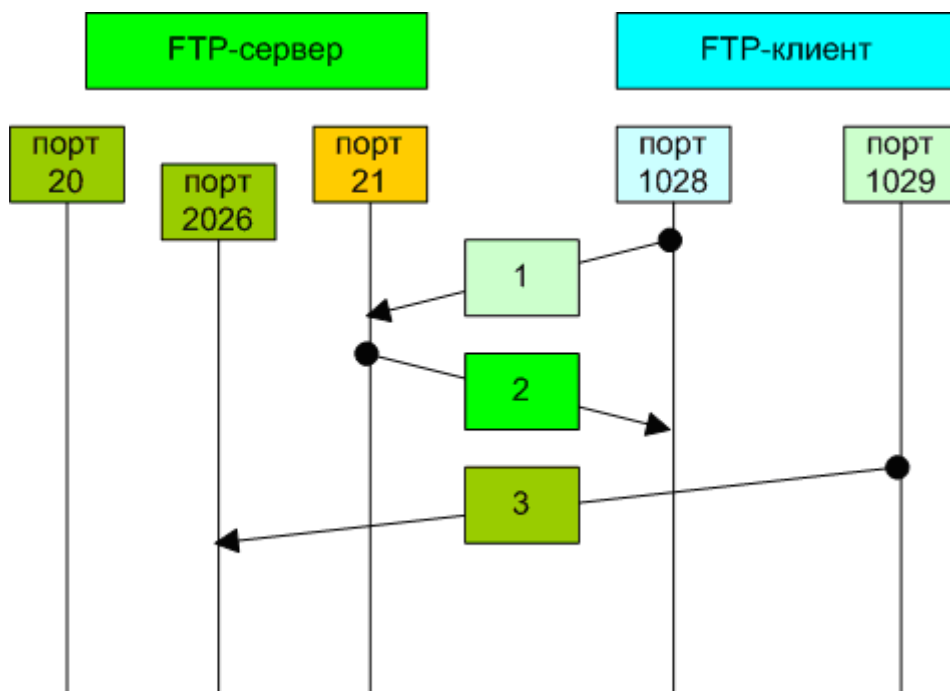 FTP-сервер
FTP-клиент
порт
20
порт
2026
порт
21
порт
1028
порт
1029
1
2
3